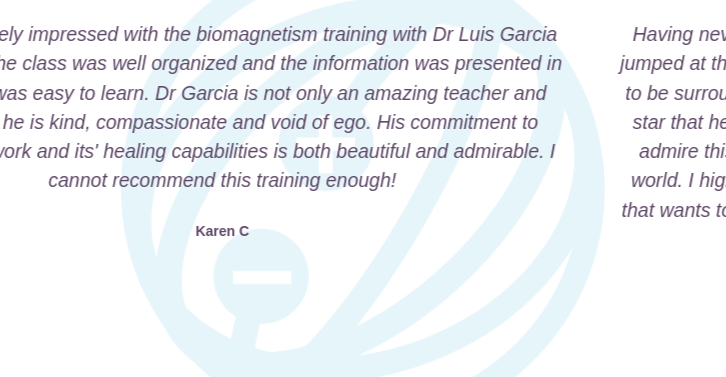 ely impressed with the biomagnetism training with Dr Luis Garcia
he class was well organized and the information was presented in
was easy to learn. Dr Garcia is not only an amazing teacher and
he is kind, compassionate and void of ego. His commitment to
work and its' healing capabilities is both beautiful and admirable. I
cannot recommend this training enough!
Karen C
Having nev
jumped at th
to be surrou
star that he
admire this
world. I hig
that wants to